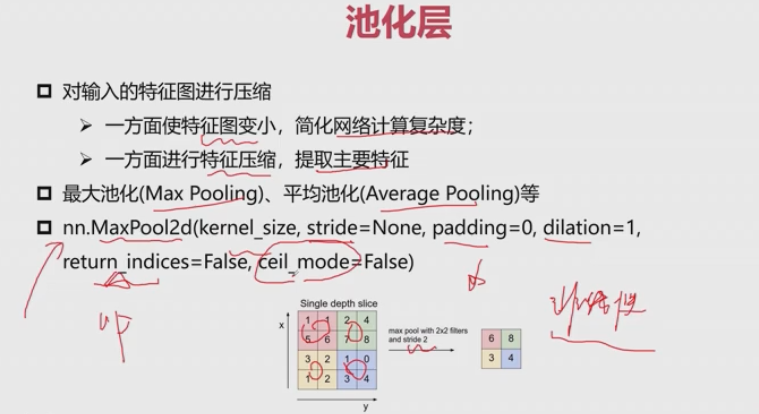 池化层
对输入的特征图进行压缩
一方面使特征图变小，简化网络计算复杂度；
一方面进行特征压缩，提取主要特征
最大池化(Max Pooling)、平均池化(Average Pooling)等
nn.MaxPool2d(kernel_size, stride=None, padding=0, dilation=1,
return_indices=False, ceil_mode=False)
Single depth slice
x
1 1 2 4
5 6 7 8
3 2 1 0
1 2 3 4
y
max pool with 2x2 filters
and stride 2
6 8
3 4